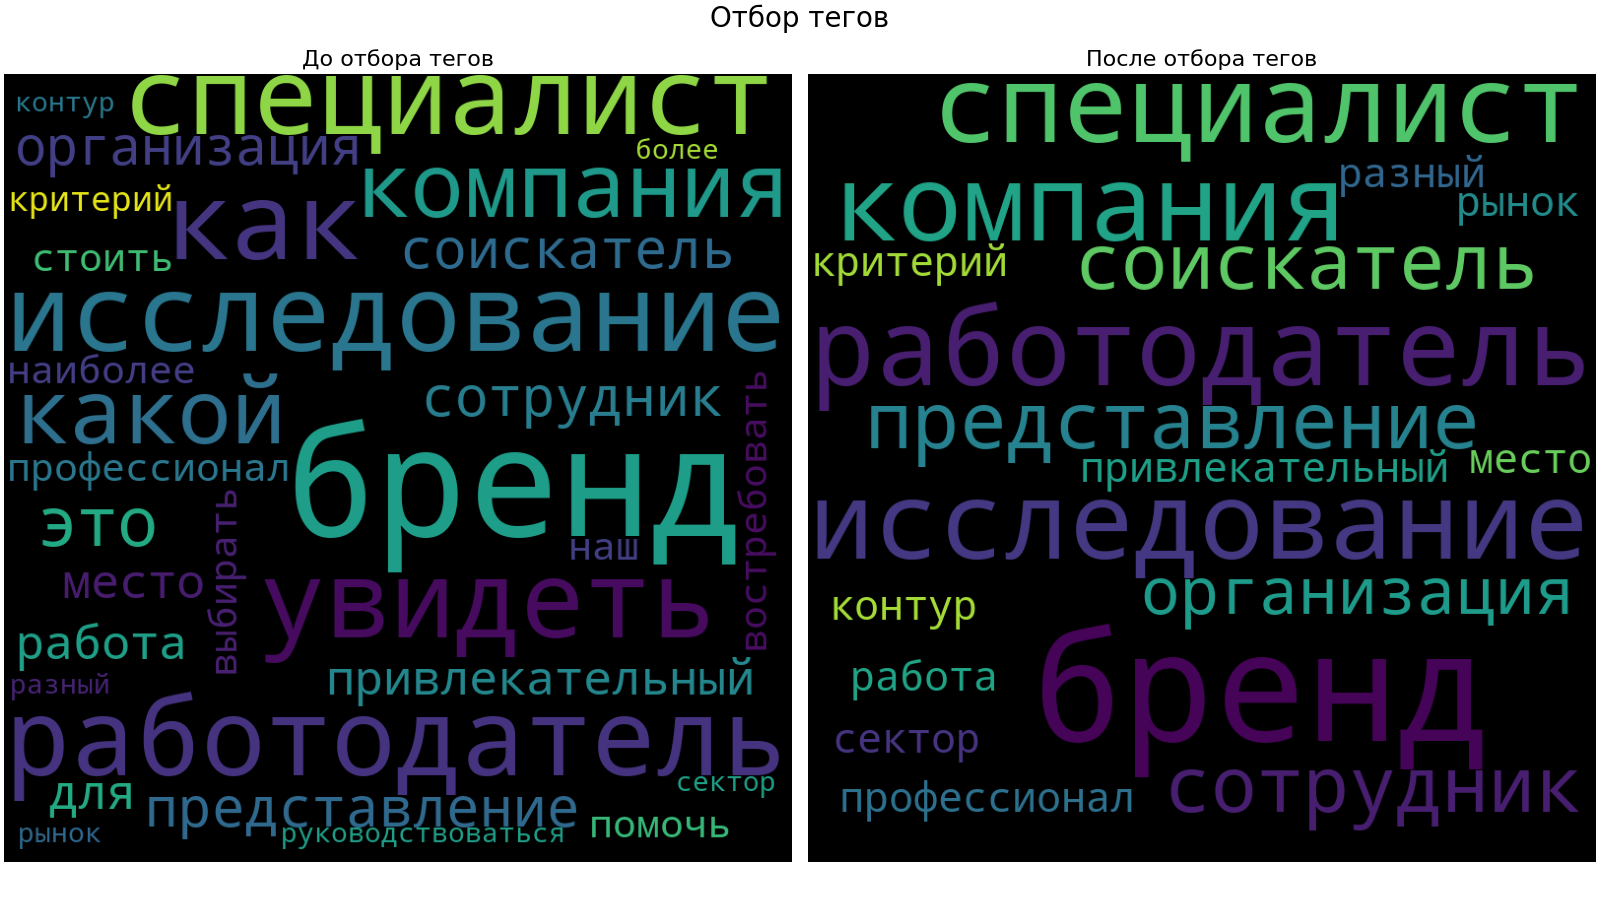 Отбор тегов
До отбора тегов
специалист
контур
организация
более
компания
критерий
как
соискатель
стоить
исследование
наиболее
какой
сотрудник
востребовать
профессионал
бренд
выбирать
это
наш
место
увидеть
работа
привлекательный
разный
работодатель
сектор
для
представление
рынок
руководствоваться
помочь
После отбора тегов
специалист
разный
компания
рынок
критерий
соискатель
работодатель
представление
привлекательный
место
исследование
организация
контур
бренд
работа
сектор
сотрудник
профессионал